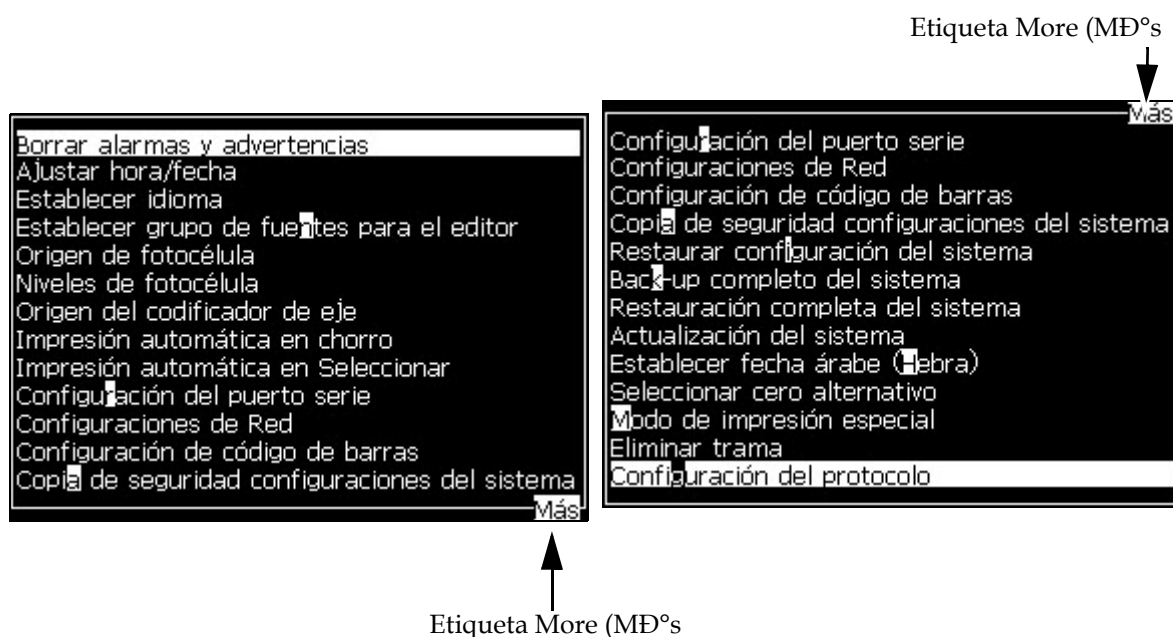 Etiqueta More (MĐ°s
Borrar alarmas y advertencias
Ajustar hora/fecha
Establecer idioma
Establecer grupo de fuentes para el editor
Origen de fotocélula
Niveles de fotocélula
Origen del codificador de eje
Impresión automática en chorro
Impresión automática en Seleccionar
Configuración del puerto serie
Configuraciones de Red
Configuración de código de barras
Copia de seguridad configuraciones del sistema
Más
Más
Configuración del puerto serie
Configuraciones de Red
Configuración de código de barras
Copia de seguridad configuraciones del sistema
Restaurar configuración del sistema
Back-up completo del sistema
Restauración completa del sistema
Actualización del sistema
Establecer fecha árabe (Hebra)
Seleccionar cero alternativo
Modo de impresión especial
Eliminar trama
Configuración del protocolo
Etiqueta More (MĐ°s